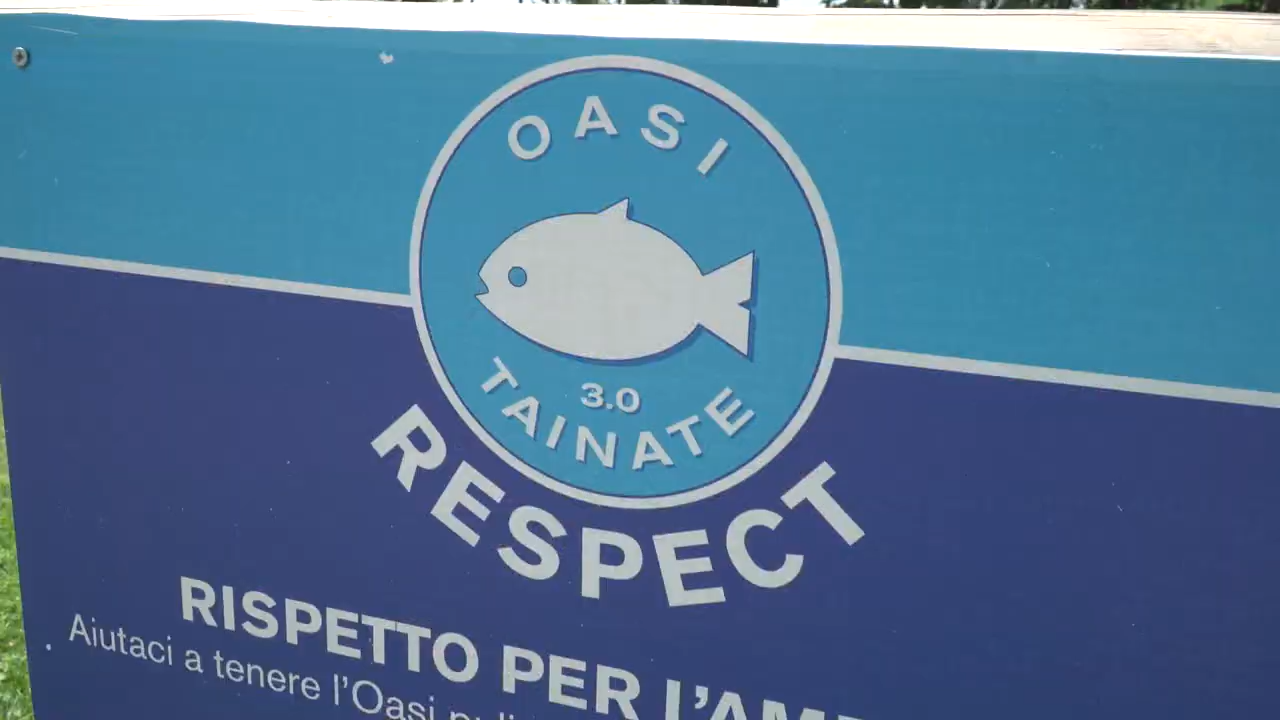 OASI
3.0
TAINATE
RESPECT
RISPETTO PER
Aiutaci a tenere l'Oasi